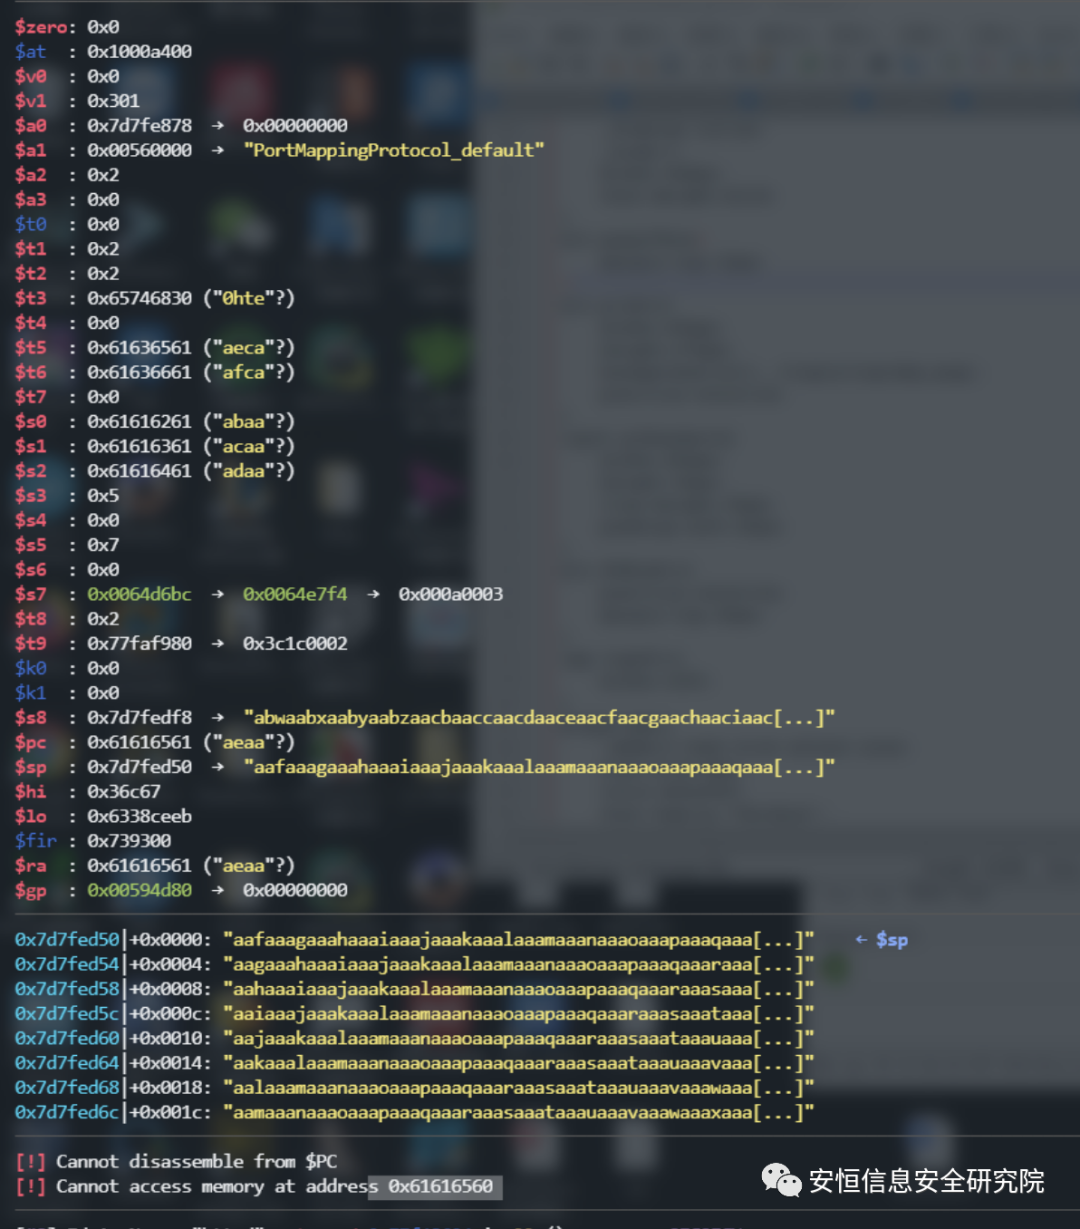 $zero: 0x0
$at : 0x1000a400
$v0 : 0x0
$v1 : 0x301
$a0 : 0x7d7fe878 → 0x00000000
$a1 : 0x00560000 → "PortMappingProtocol_default"
$a2 : 0x2
$a3 : 0x0
$t0 : 0x0
$t1 : 0x2
$t2 : 0x2
$t3 : 0x65746830 ("0hte"?)
$t4 : 0x0
$t5 : 0x61636561 ("aeca"?)
$t6 : 0x61636661 ("afca"?)
$t7 : 0x0
$s0 : 0x61616261 ("abaa"?)
$s1 : 0x61616361 ("acaa"?)
$s2 : 0x61616461 ("adaa"?)
$s3 : 0x5
$s4 : 0x0
$s5 : 0x7
$s6 : 0x0
$s7 : 0x0064d6bc → 0x0064e7f4 → 0x000a0003
$t8 : 0x2
$t9 : 0x77faf980 → 0x3c1c0002
$k0 : 0x0
$k1 : 0x0
$s8 : 0x7d7fedf8 → "abwaabxaabyaabzaacbaaccaacdaaceaacfaacgaachaaciaac[...]"
$pc : 0x61616561 ("aeaa"?)
$sp : 0x7d7fed50 → "aafaaagaaahaaaiaaajaaakaaalaaamaaanaaaoaaapaaaqaaa[...]"
$hi : 0x36c67
$lo : 0x6338ceeb
$fir : 0x739300
$ra : 0x61616561 ("aeaa"?)
$gp : 0x00594d80 → 0x00000000
0x7d7fed50│+0x0000: "aafaaagaaahaaaiaaajaaakaaalaaamaaanaaaoaaapaaaqaaa[...]" ← $sp
0x7d7fed54│+0x0004: "aagaaahaaaiaaajaaakaaalaaamaaanaaaoaaapaaaqaaaraaa[...]"
0x7d7fed58│+0x0008: "aahaaaiaaajaaakaaalaaamaaanaaaoaaapaaaqaaaraaasaaa[...]"
0x7d7fed5c│+0x000c: "aaiaaajaaakaaalaaamaaanaaaoaaapaaaqaaaraaasaaataaa[...]"
0x7d7fed60│+0x0010: "aajaaakaaalaaamaaanaaaoaaapaaaqaaaraaasaaataaauaaa[...]"
0x7d7fed64│+0x0014: "aakaaalaaamaaanaaaoaaapaaaqaaaraaasaaataaauaaavaaa[...]"
0x7d7fed68│+0x0018: "aalaaamaaanaaaoaaapaaaqaaaraaasaaataaauaaavaaawaaa[...]"
0x7d7fed6c│+0x001c: "aamaaanaaaoaaapaaaqaaaraaasaaataaauaaavaaawaaaxaaa[...]"
[!] Cannot disassemble from $PC
[!] Cannot access memory at address 0x61616560
安恒信息安全研究院